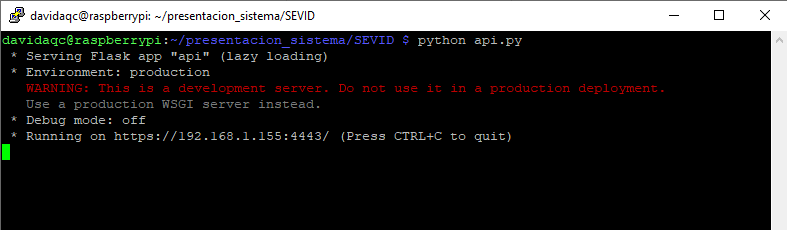 davidaqc@raspberrypi: ~/presentacion_sistema/SEVID
davidaqc@raspberrypi:~/presentacion_sistema/SEVID $ python api.py
* Serving Flask app "api" (lazy loading)
* Environment: production
WARNING: This is a development server. Do not use it in a production deployment.
Use a production WSGI server instead.
* Debug mode: off
* Running on https://192.168.1.155:4443/ (Press CTRL+C to quit)